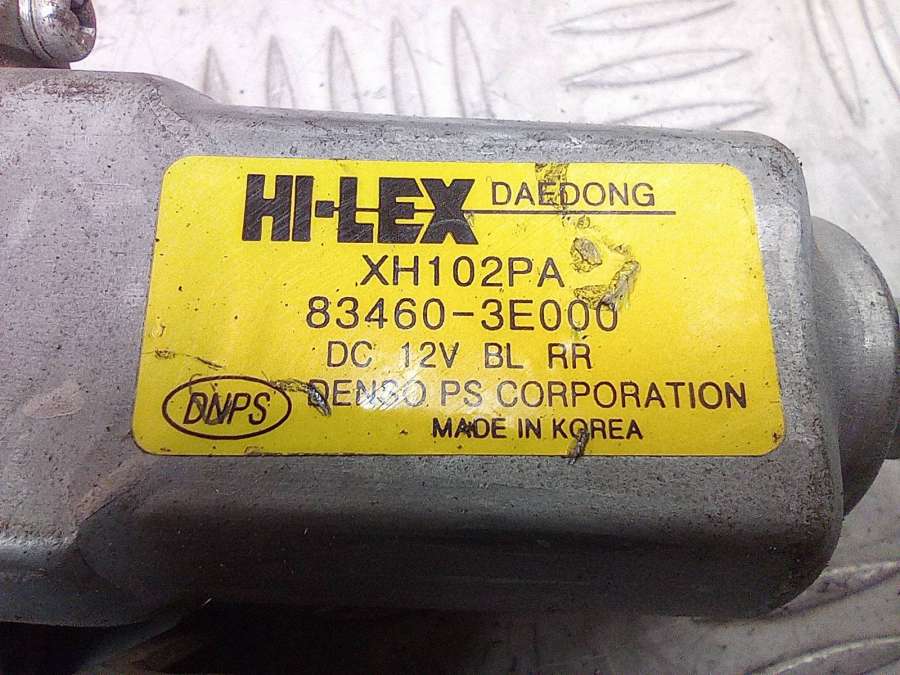 HI-LEX DAEDONG
XH102PA
83460-3E000
DC 12V BL RR
DNPS DENSO PS CORPORATION
MADE IN KOREA